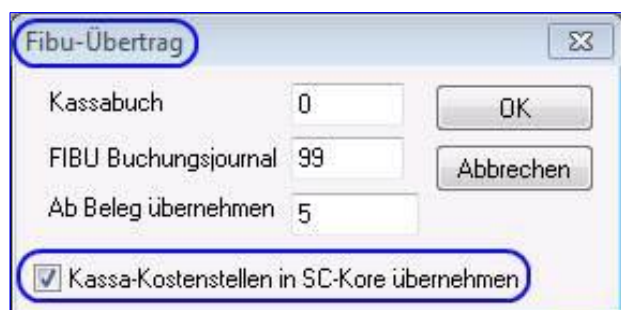 Fibu-Übertrag
Kassabuch 0 OK
FIBU Buchungsjournal 99 Abbrechen
Ab Beleg übernehmen 5
Kassa-Kostenstellen in SC-Kore übernehmen